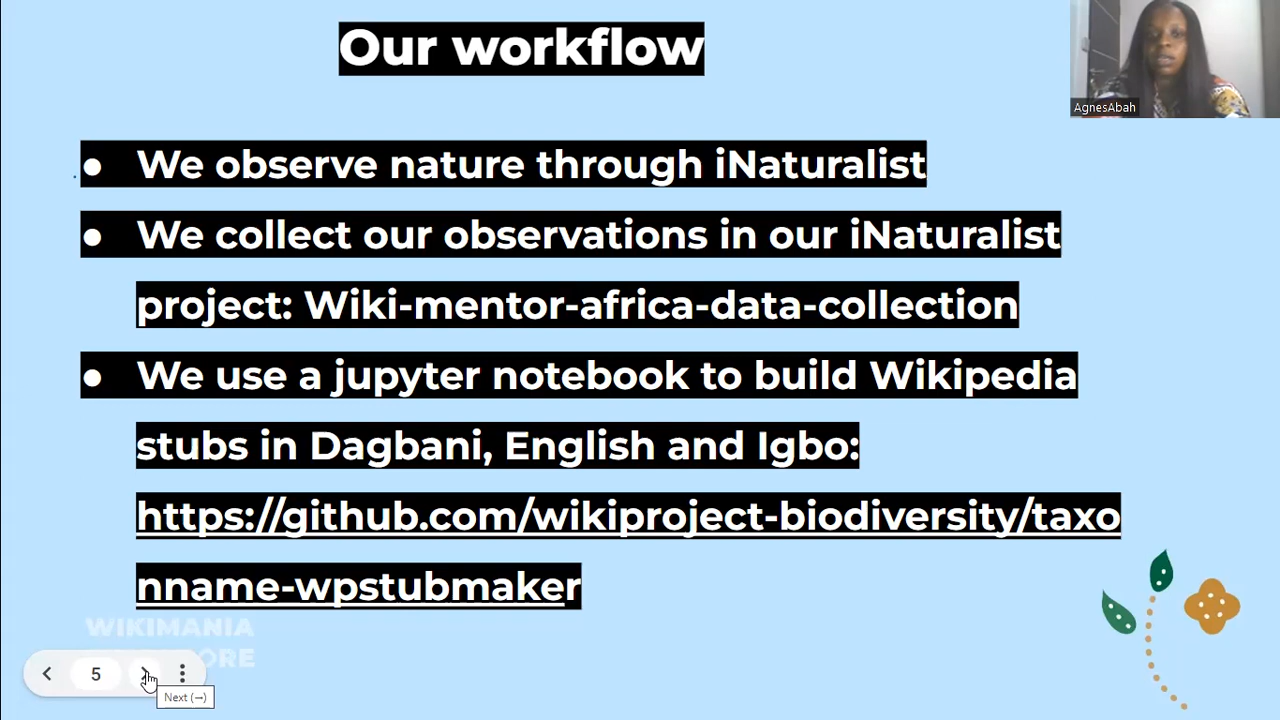 Our workflow
AgnesAbah
● We observe nature through iNaturalist
● We collect our observations in our iNaturalist
project: Wiki-mentor-africa-data-collection
● We use a jupyter notebook to build Wikipedia
stubs in Dagbani, English and Igbo:
https://github.com/wikiproject-biodiversity/taxo
nname-wpstubmaker
WIKIMANIA
5
Next (→)